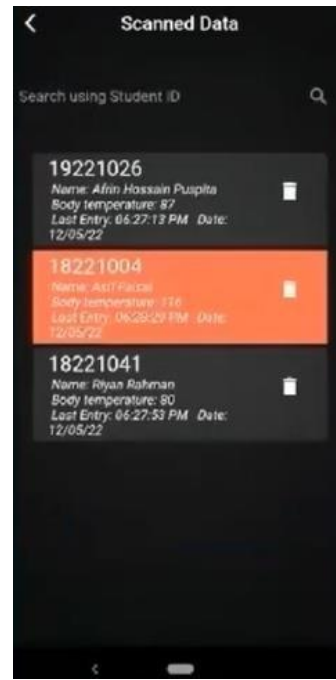 Scanned Data
Search using Student ID
19221026
Name: Afrin Hossain Puspita
Body temperature: 87
Last Entry: 06:27:13 PM Date:
12/05/22
18221004
Name: Asif Faisal
Body temperature: 116
Last Entry: 06:29:29 PM Date:
12/05/22
18221041
Name: Riyan Rahman
Body temperature: 80
Last Entry: 06:27:53 PM Date:
12/05/22